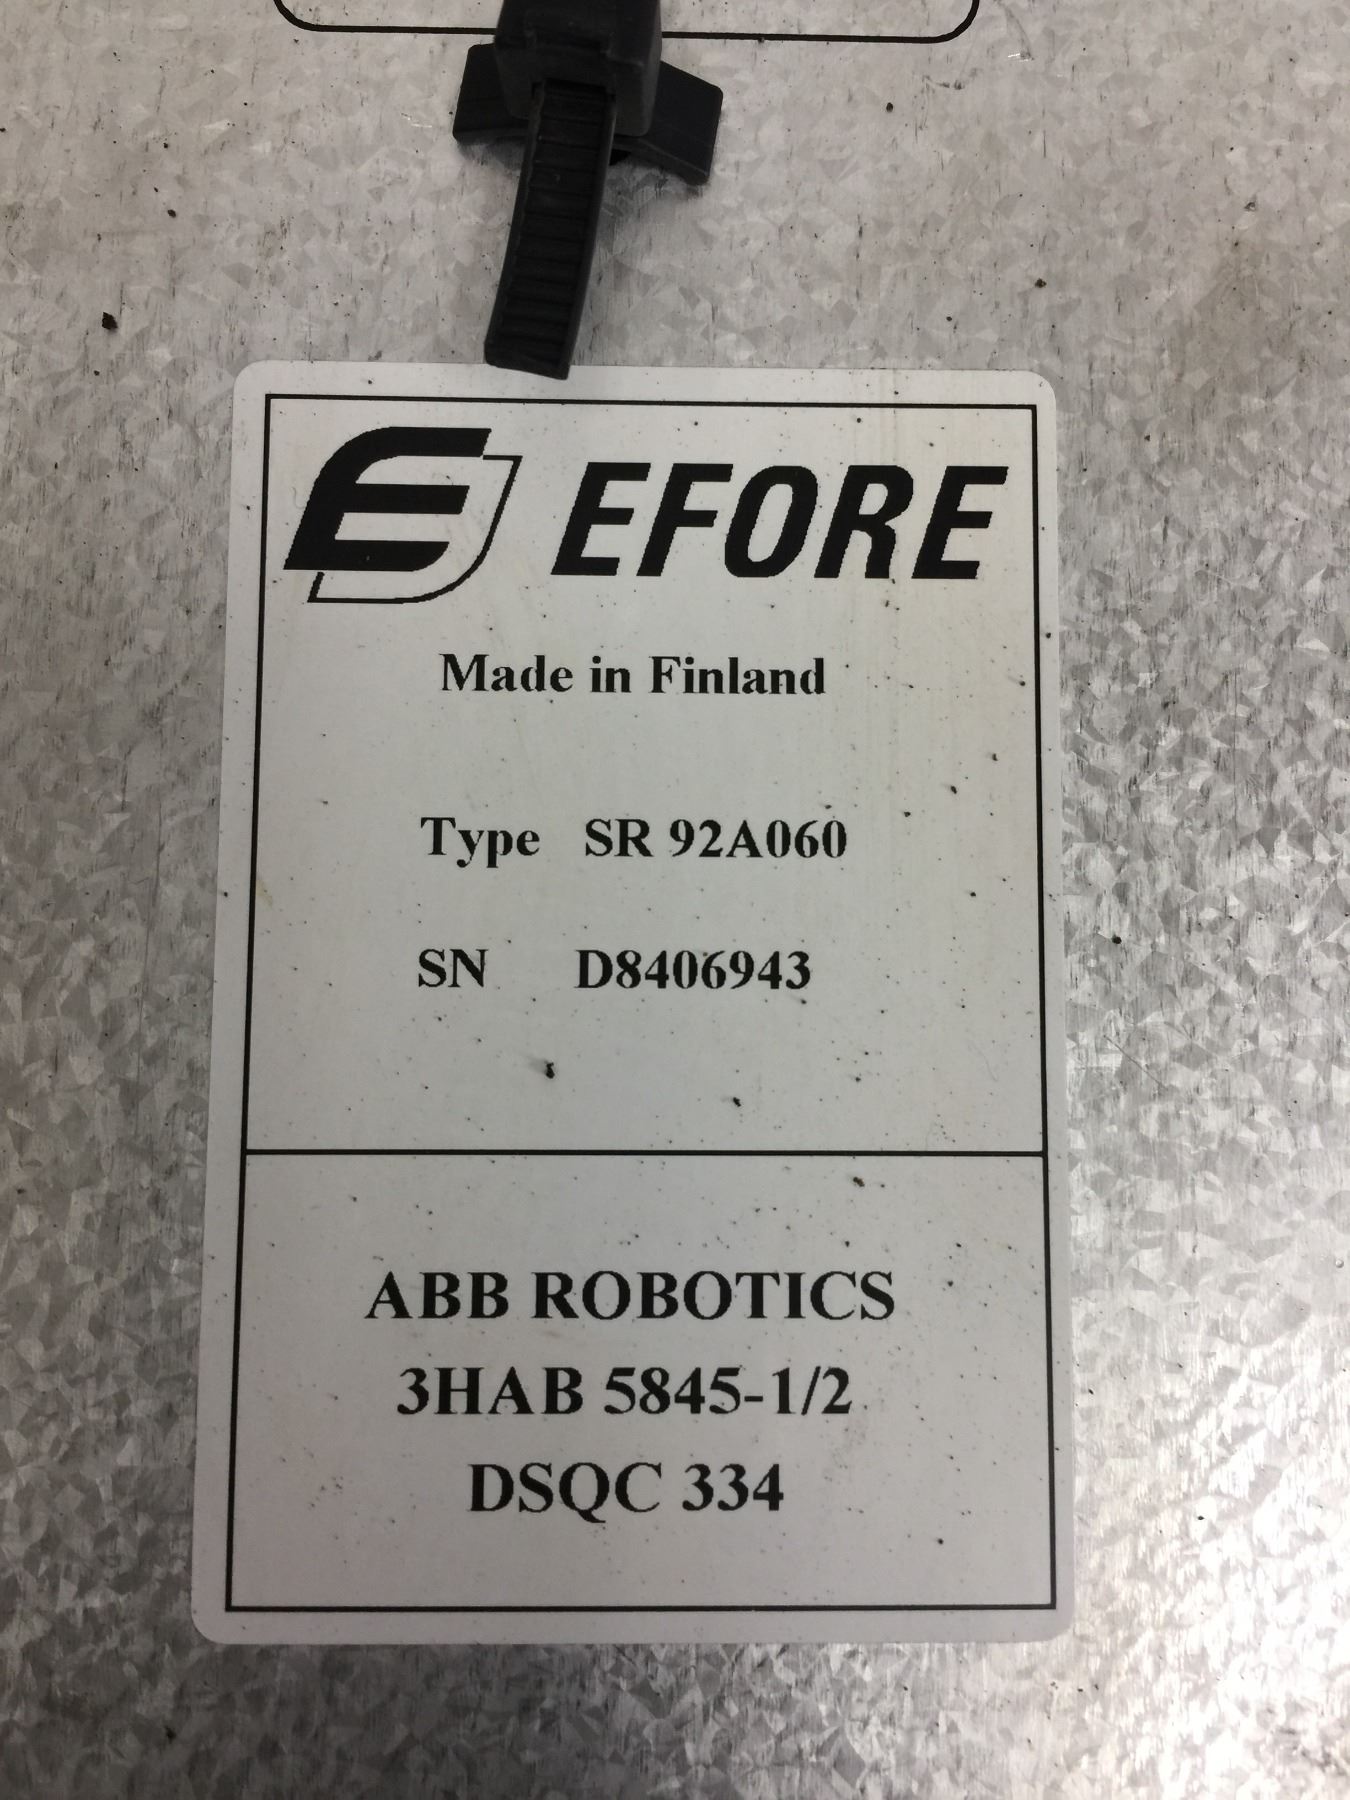 EFORE
Made in Finland
Type SR 92A060
SN D8406943
ABB ROBOTICS
3HAB 5845-1/2
DSQC 334